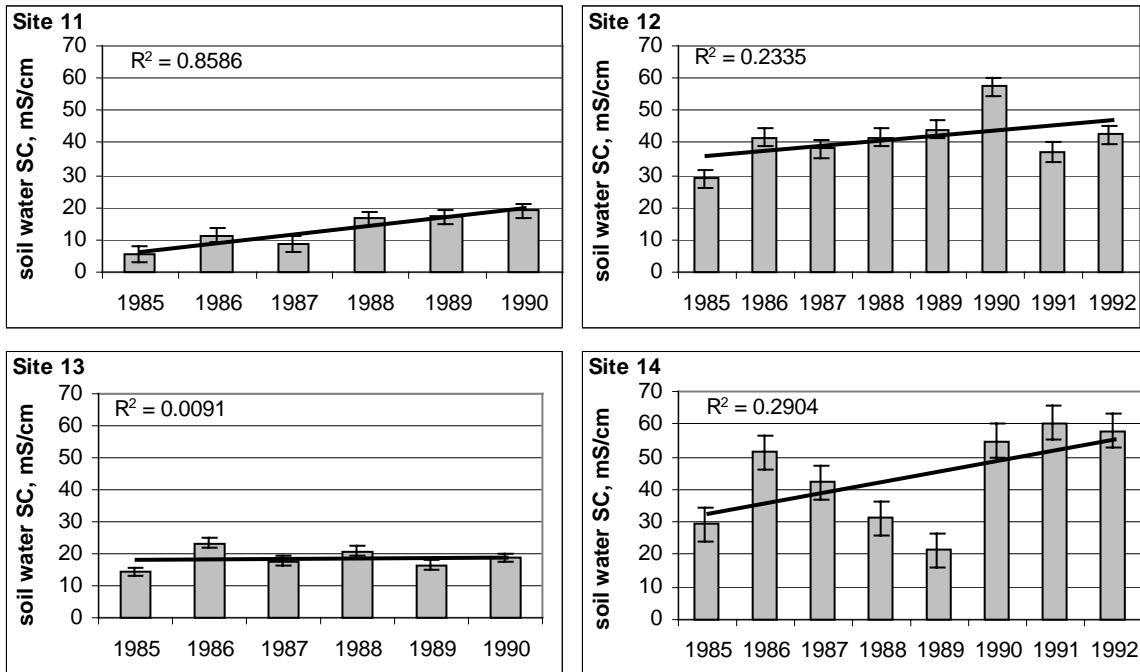 Site 11
R² = 0.8586
soil water SC, mS/cm
70
60
50
40
30
20
10
0
1985 1986 1987 1988 1989 1990
Site 12
R² = 0.2335
soil water SC, mS/cm
70
60
50
40
30
20
10
0
1985 1986 1987 1988 1989 1990 1991 1992
Site 13
R² = 0.0091
soil water SC, mS/cm
70
60
50
40
30
20
10
0
1985 1986 1987 1988 1989 1990
Site 14
R² = 0.2904
soil water SC, mS/cm
70
60
50
40
30
20
10
0
1985 1986 1987 1988 1989 1990 1991 1992